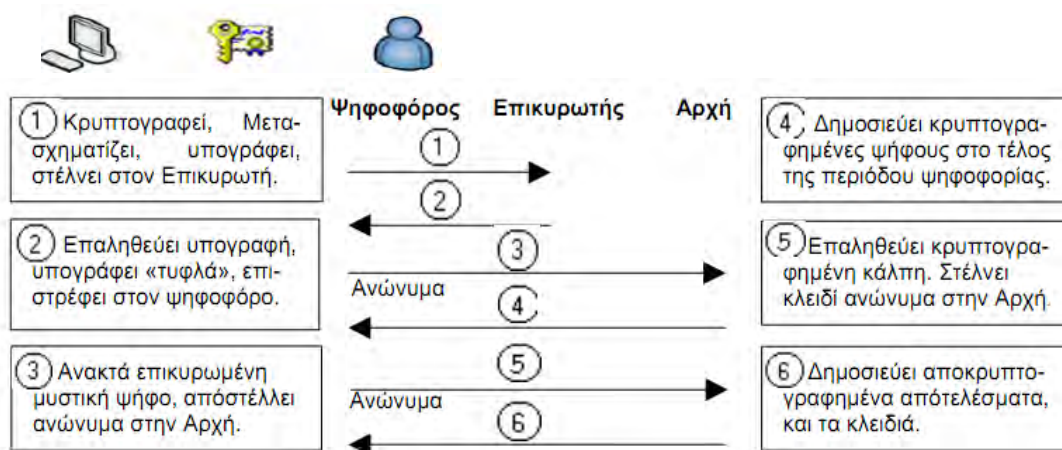 Ψηφοφόρος Επικυρωτής Αρχή
1 Κρυπτογραφεί, Μετα-
σχηματίζει, υπογράφει,
στέλνει στον Επικυρωτή.
2 Επαληθεύει υπογραφή,
υπογράφει «τυφλά», επι-
στρέφει στον ψηφοφόρο.
3 Ανακτά επικυρωμένη
μυστική ψήφο, απόστέλλει
ανώνυμα στην Αρχή.
1
2
3
Ανώνυμα
4
5
Ανώνυμα
6
4 Δημοσιεύει κρυπτογρα-
φημένες ψήφους στο τέλος
της περιόδου ψηφοφορίας.
5 Επαληθεύει κρυπτογρα-
φημένη κάλπη. Στέλνει
κλειδί ανώνυμα στην Αρχή.
6 Δημοσιεύει αποκρυπτο-
γραφημένα απότελέσματα,
και τα κλειδιά.